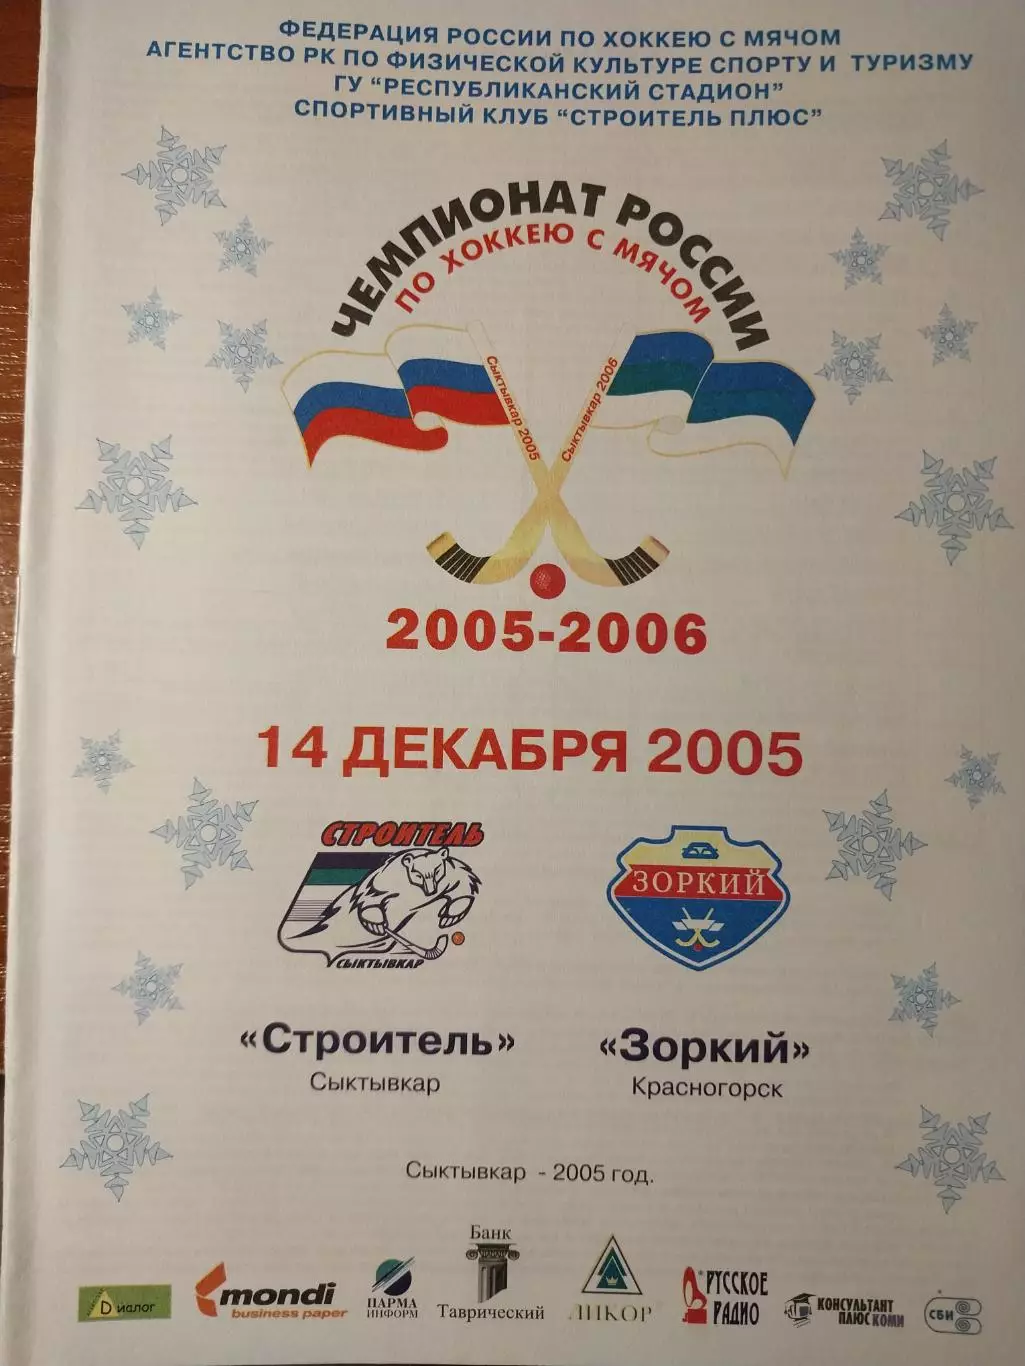 ФЕДЕРАЦИЯ РОССИИ ПО ХОККЕЮ С МЯЧОМ
АГЕНТСТВО РК ПО ФИЗИЧЕСКОЙ КУЛЬТУРЕ СПОРТУ И ТУРИЗМУ
ГУ “РЕСПУБЛИКАНСКИЙ СТАДИОН”
СПОРТИВНЫЙ КЛУБ “СТРОИТЕЛЬ ПЛЮС”
ЧЕМПИОНАТ РОССИИ
ПО ХОККЕЮ С МЯЧОМ
Сыктывкар 2005
Сыктывкар 2006
2005-2006
14 ДЕКАБРЯ 2005
СТРОИТЕЛЬ
СЫКТЫВКАР
ЗОРКИЙ
«Строитель»
Сыктывкар
«Зоркий»
Красногорск
Сыктывкар - 2005 год.
Dиалог
mondi
business paper
ПАРМА
ИНФОРМ
Банк
Таврический
ЛИКОР
РУССКОЕ
РАДИО
КОНСУЛЬТАНТ
ПЛЮС КОМИ
СБИ